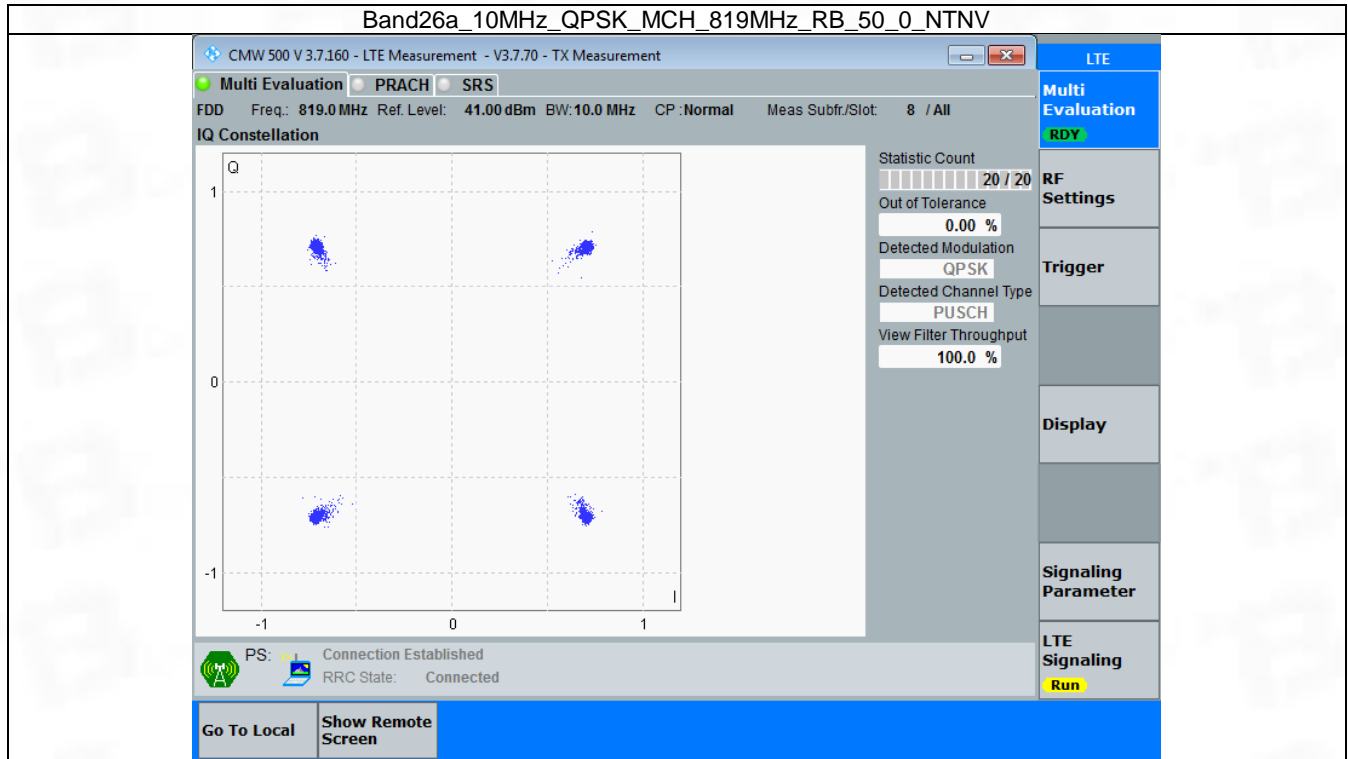 Band26a_10MHz_QPSK_MCH_819MHz_RB_50_0_NTNV
CMW 500 V 3.7.160 - LTE Measurement - V3.7.70 - TX Measurement
LTE
Multi Evaluation PRACH SRS
Multi Evaluation
RDY
FDD Freq.: 819.0 MHz Ref. Level: 41.00 dBm BW: 10.0 MHz CP : Normal Meas Subfr./Slot: 8 / All
IQ Constellation
Q
1
0
-1
I
-1 0 1
Statistic Count
20 / 20
Out of Tolerance
0.00 %
Detected Modulation
QPSK
Detected Channel Type
PUSCH
View Filter Throughput
100.0 %
RF Settings
Trigger
Display
Signaling Parameter
LTE Signaling
Run
PS: Connection Established
RRC State: Connected
Go To Local
Show Remote Screen